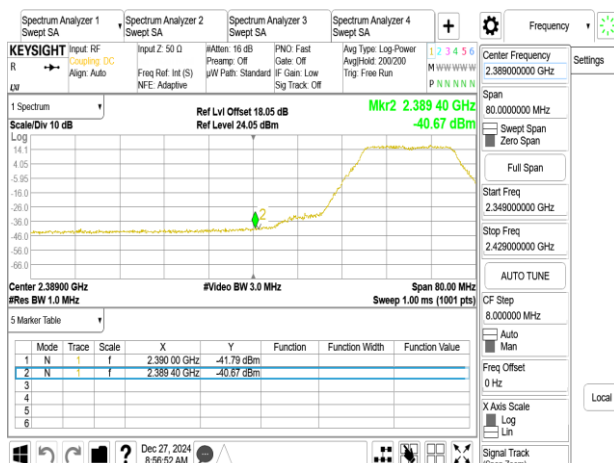 Spectrum Analyzer 1
Swept SA
Spectrum Analyzer 2
Swept SA
Spectrum Analyzer 3
Swept SA
Spectrum Analyzer 4
Swept SA
Frequency
KEYSIGHT
R
LXI
Input: RF
Coupling: DC
Align: Auto
Input Z: 50 Ω
Freq Ref: Int (S)
NFE: Adaptive
#Atten: 16 dB
Preamp: Off
µW Path: Standard
PNO: Fast
Gate: Off
IF Gain: Low
Sig Track: Off
Avg Type: Log-Power
Avg|Hold: 200/200
Trig: Free Run
1 2 3 4 5 6
M W W W W W
P N N N N N
1 Spectrum
Scale/Div 10 dB
Log
Ref Lvl Offset 18.05 dB
Ref Level 24.05 dBm
Mkr2 2.389 40 GHz
-40.67 dBm
14.1
4.05
-5.95
-16.0
-26.0
-36.0
-46.0
-56.0
-66.0
2
Center 2.38900 GHz
#Res BW 1.0 MHz
#Video BW 3.0 MHz
Span 80.00 MHz
Sweep 1.00 ms (1001 pts)
5 Marker Table
Mode Trace Scale X Y Function Function Width Function Value
1 N 1 f 2.390 00 GHz -41.79 dBm
2 N 1 f 2.389 40 GHz -40.67 dBm
3
4
5
6
Dec 27, 2024
8:56:52 AM
?
Center Frequency
2.389000000 GHz
Span
80.0000000 MHz
Swept Span
Zero Span
Full Span
Start Freq
2.349000000 GHz
Stop Freq
2.429000000 GHz
AUTO TUNE
CF Step
8.000000 MHz
Auto
Man
Freq Offset
0 Hz
X Axis Scale
Log
Lin
Signal Track
Settings
Local